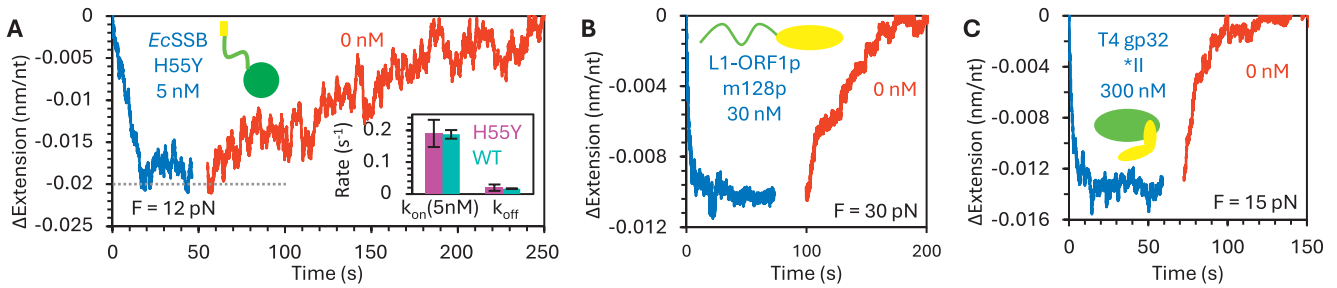 A
EcSSB
H55Y
5 nM
0 nM
ΔExtension (nm/nt)
0
-0.005
-0.01
-0.015
-0.02
-0.025
F = 12 pN
0 50 100 150 200 250
Time (s)
Rate (s⁻¹)
0.2
0.1
0
H55Y
WT
kon(5nM) koff
B
L1-ORF1p
m128p
30 nM
0 nM
ΔExtension (nm/nt)
0
-0.004
-0.008
-0.012
F = 30 pN
0 100 200
Time (s)
C
T4 gp32
*II
300 nM
0 nM
ΔExtension (nm/nt)
0
-0.004
-0.008
-0.012
-0.016
F = 15 pN
0 50 100 150
Time (s)